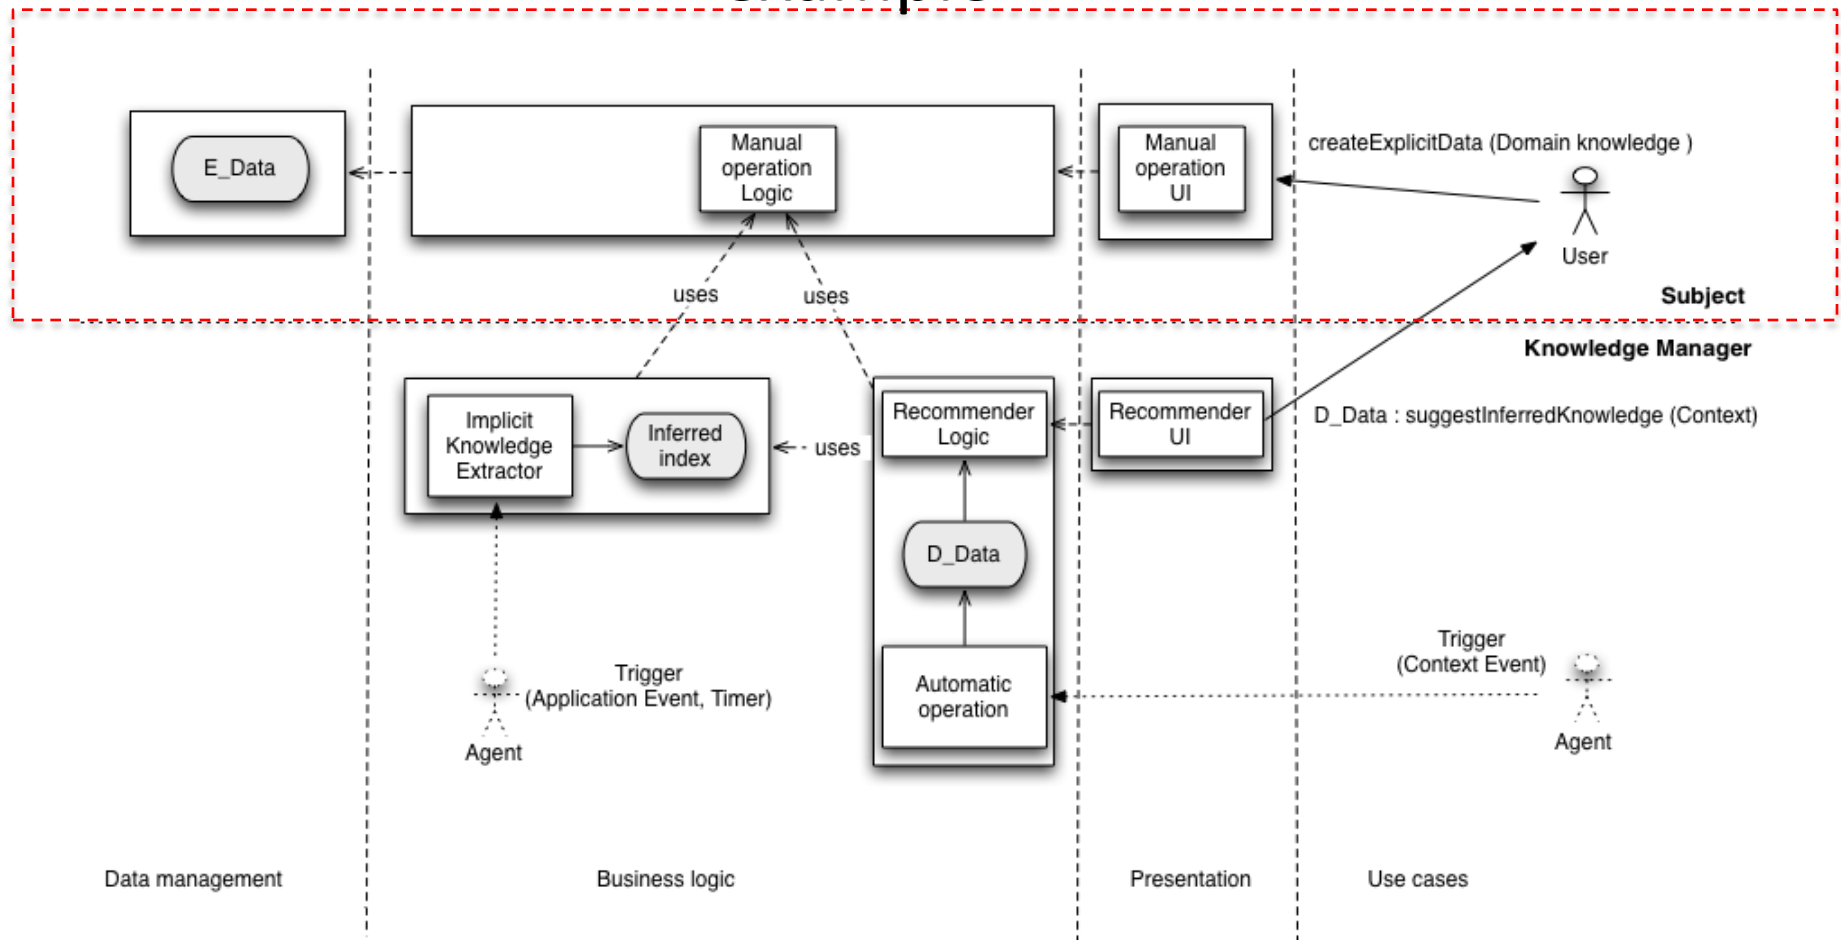 E_Data
Manual
operation
Logic
Manual
operation
UI
createExplicitData (Domain knowledge )
User
uses
uses
Subject
Knowledge Manager
Implicit
Knowledge
Extractor
Inferred
index
uses
Recommender
Logic
Recommender
UI
D_Data : suggestInferredKnowledge (Context)
D_Data
Trigger
(Context Event)
Agent
Trigger
(Application Event, Timer)
Agent
Automatic
operation
Data management
Business logic
Presentation
Use cases